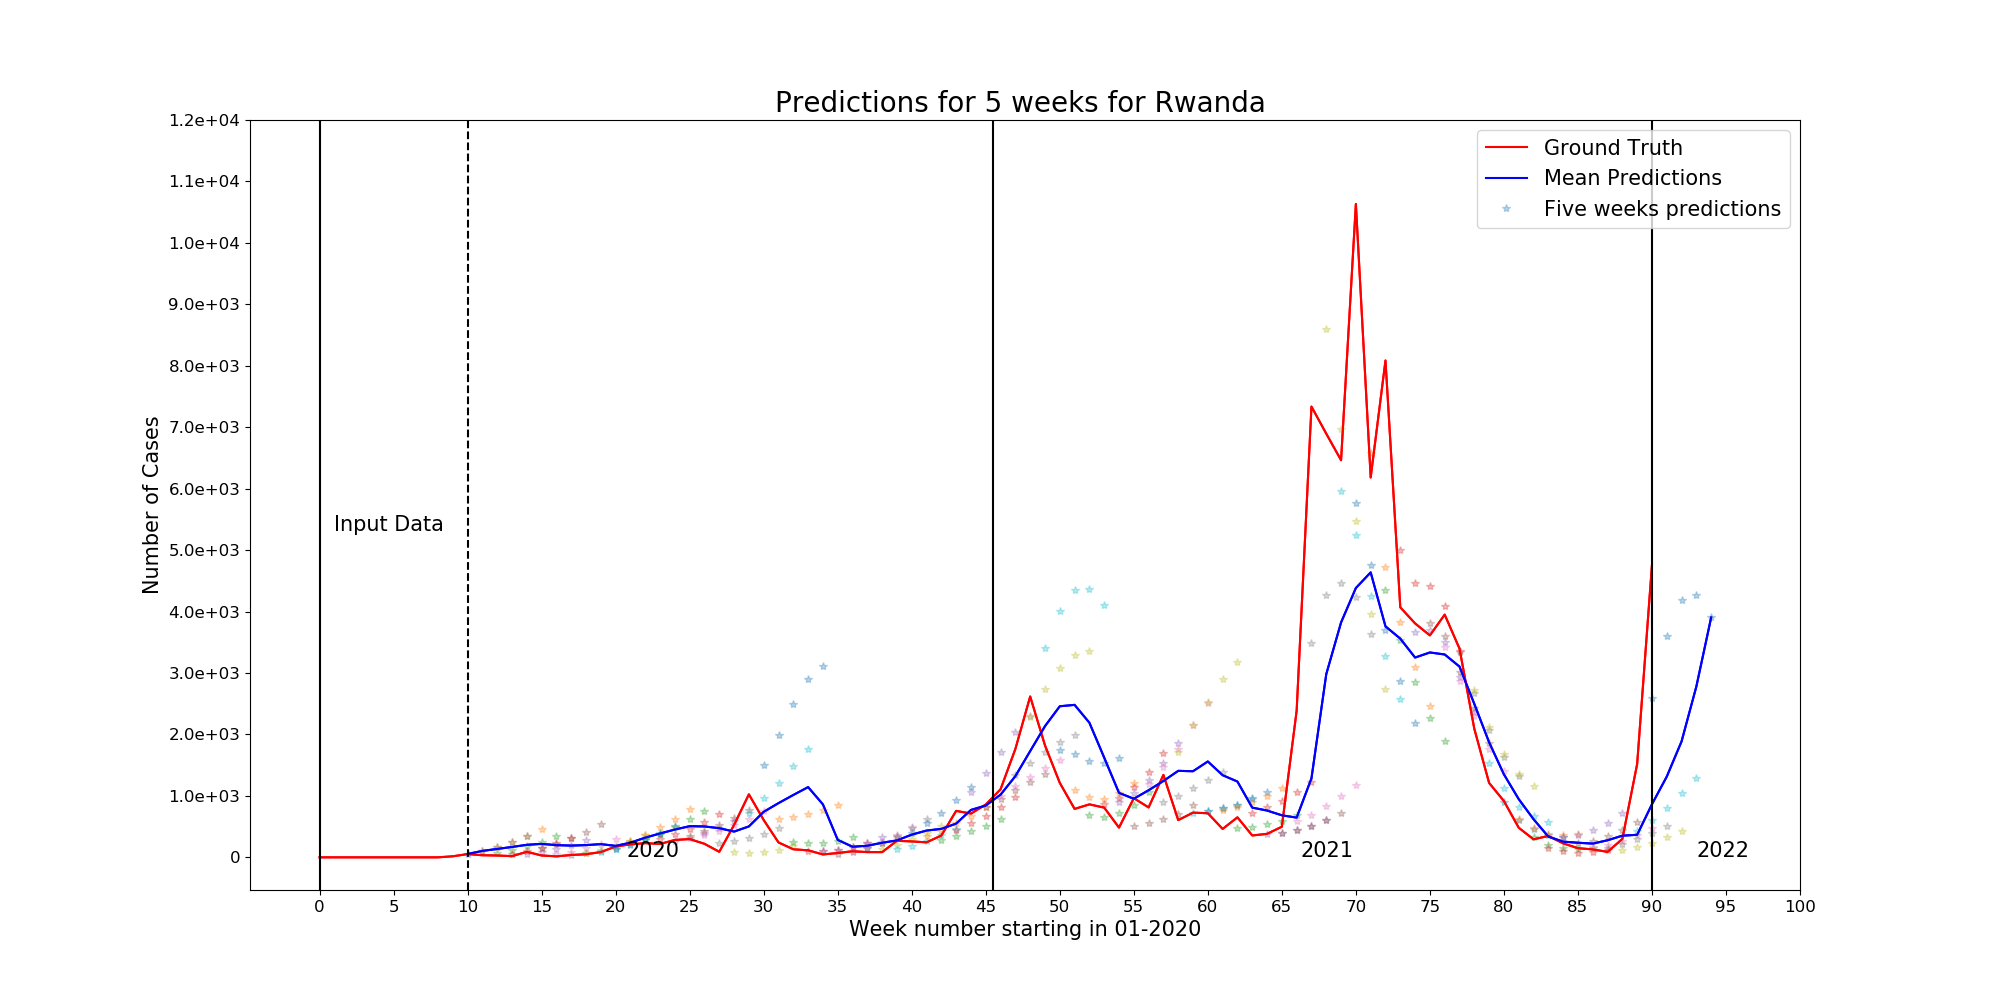 Predictions for 5 weeks for Rwanda
1.2e+04
1.1e+04
1.0e+04
9.0e+03
8.0e+03
7.0e+03
6.0e+03
5.0e+03
4.0e+03
3.0e+03
2.0e+03
1.0e+03
0
Number of Cases
Ground Truth
Mean Predictions
Five weeks predictions
Input Data
2020
2021
2022
0 5 10 15 20 25 30 35 40 45 50 55 60 65 70 75 80 85 90 95 100
Week number starting in 01-2020